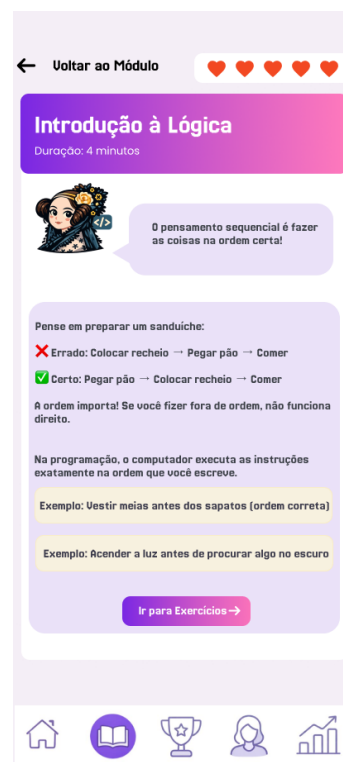 ← Voltar ao Módulo
Introdução à Lógica
Duração: 4 minutos
</>
O pensamento sequencial é fazer
as coisas na ordem certa!
Pense em preparar um sanduíche:
❌ Errado: Colocar recheio → Pegar pão → Comer
✅ Certo: Pegar pão → Colocar recheio → Comer
A ordem importa! Se você fizer fora de ordem, não funciona
direito.
Na programação, o computador executa as instruções
exatamente na ordem que você escreve.
Exemplo: Vestir meias antes dos sapatos (ordem correta)
Exemplo: Acender a luz antes de procurar algo no escuro
Ir para Exercícios→